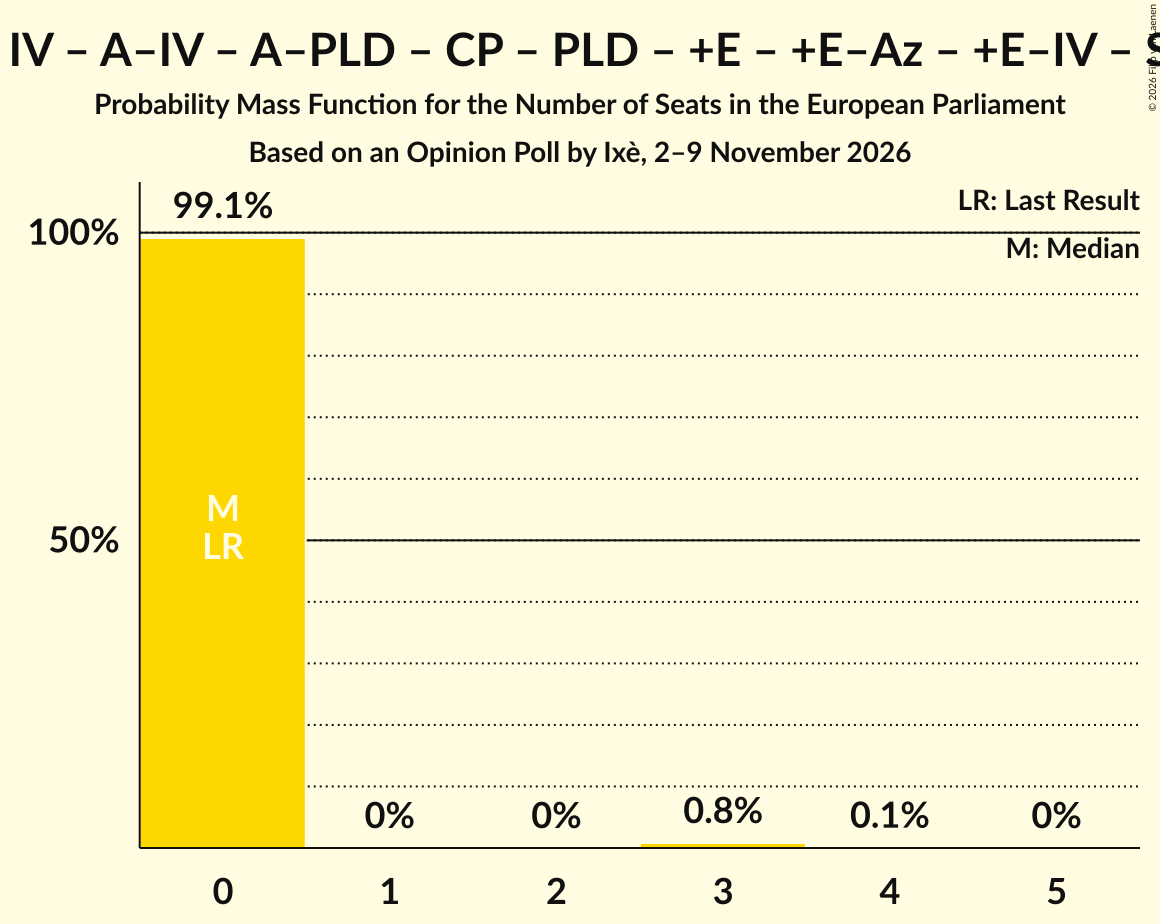 IV – A–IV – A–PLD – CP – PLD – +E – +E–Az – +E–IV –
Probability Mass Function for the Number of Seats in the European Parliament
Based on an Opinion Poll by Ixè, 2–9 November 2026
© 2026
LR: Last Result
M: Median
99.1%
100%
M
LR
50%
0%
0%
0.8%
0.1%
0%
0
1
2
3
4
5